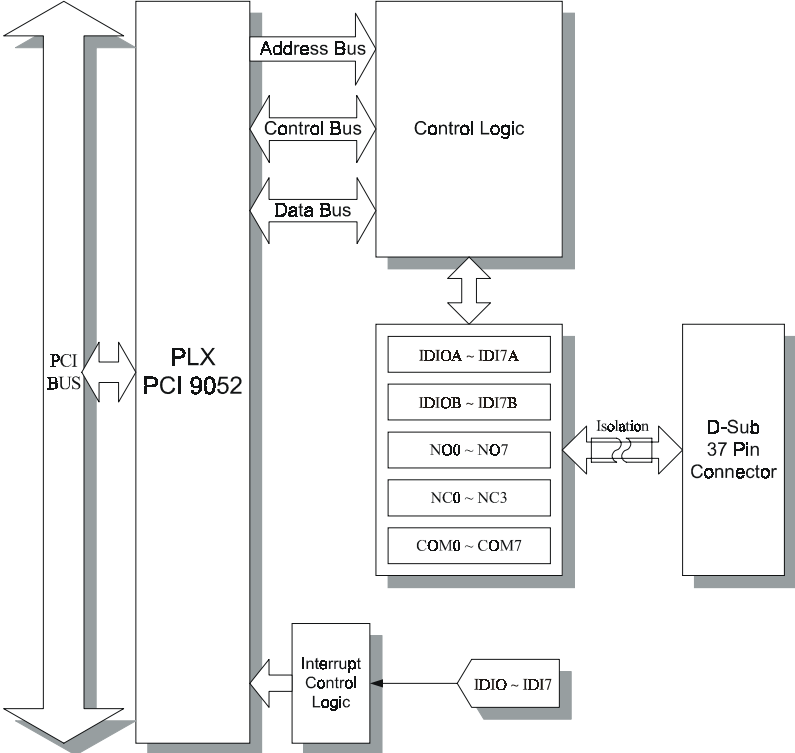 Address Bus
Control Bus
Data Bus
Control Logic
PCI
BUS
PLX
PCI 9052
IDI0A ~ IDI7A
IDI0B ~ IDI7B
NO0 ~ NO7
NC0 ~ NC3
COM0 ~ COM7
Isolation
D-Sub
37 Pin
Connector
Interrupt
Control
Logic
IDI0 ~ IDI7